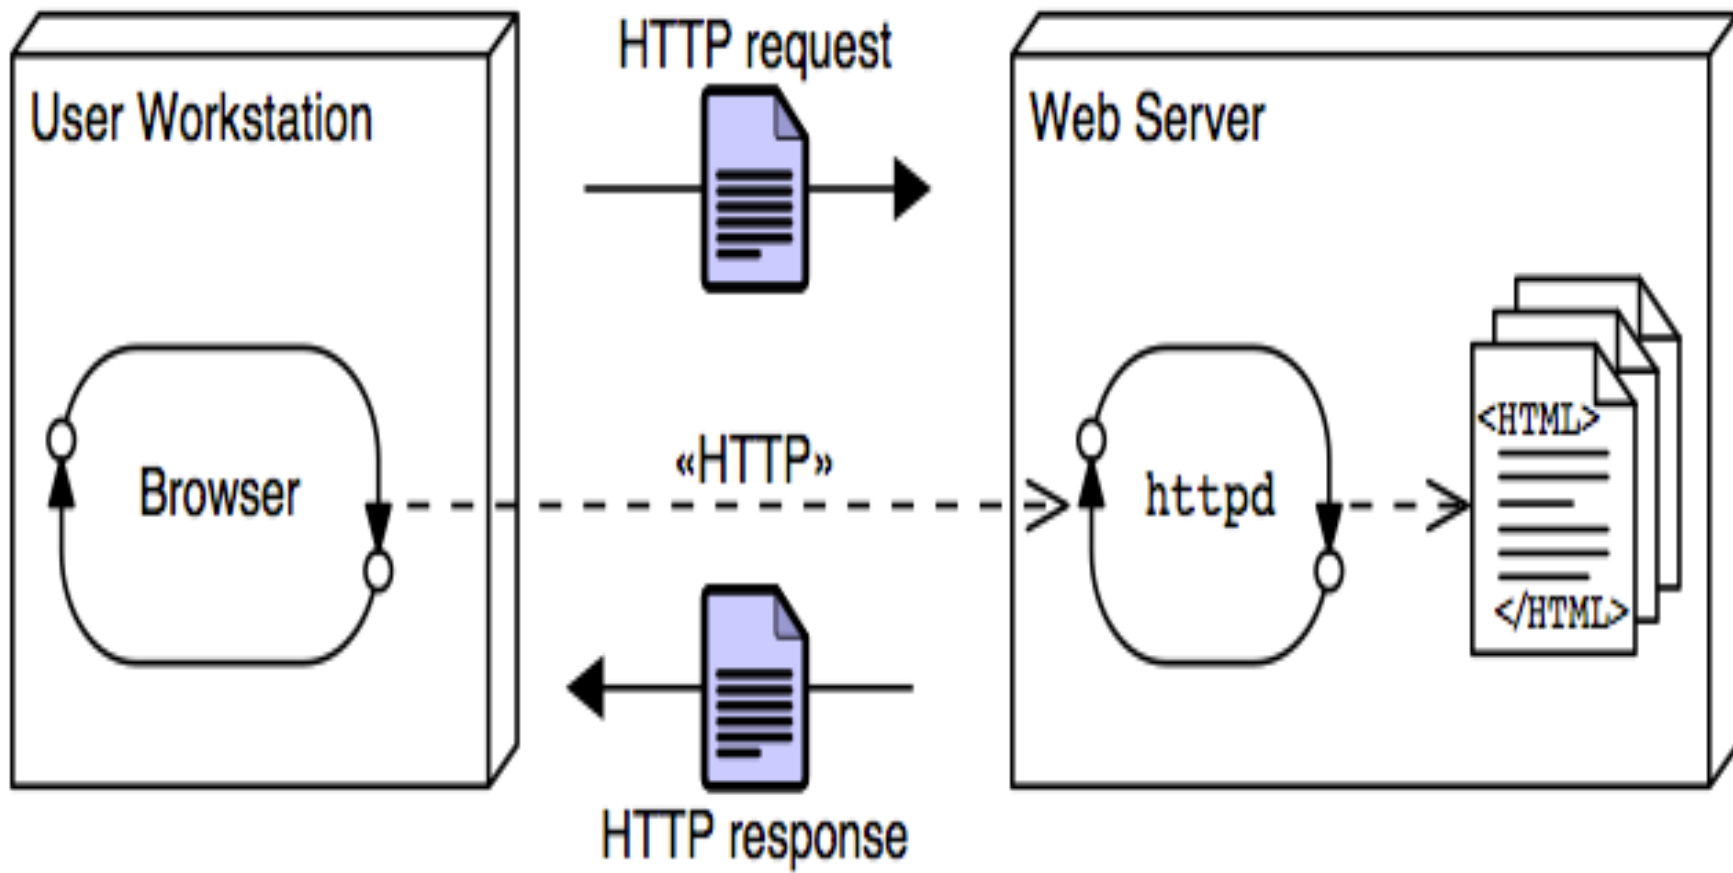 HTTP request
User Workstation
Web Server
<HTML>
«HTTP»
Browser
httpd
</HTML>
HTTP response